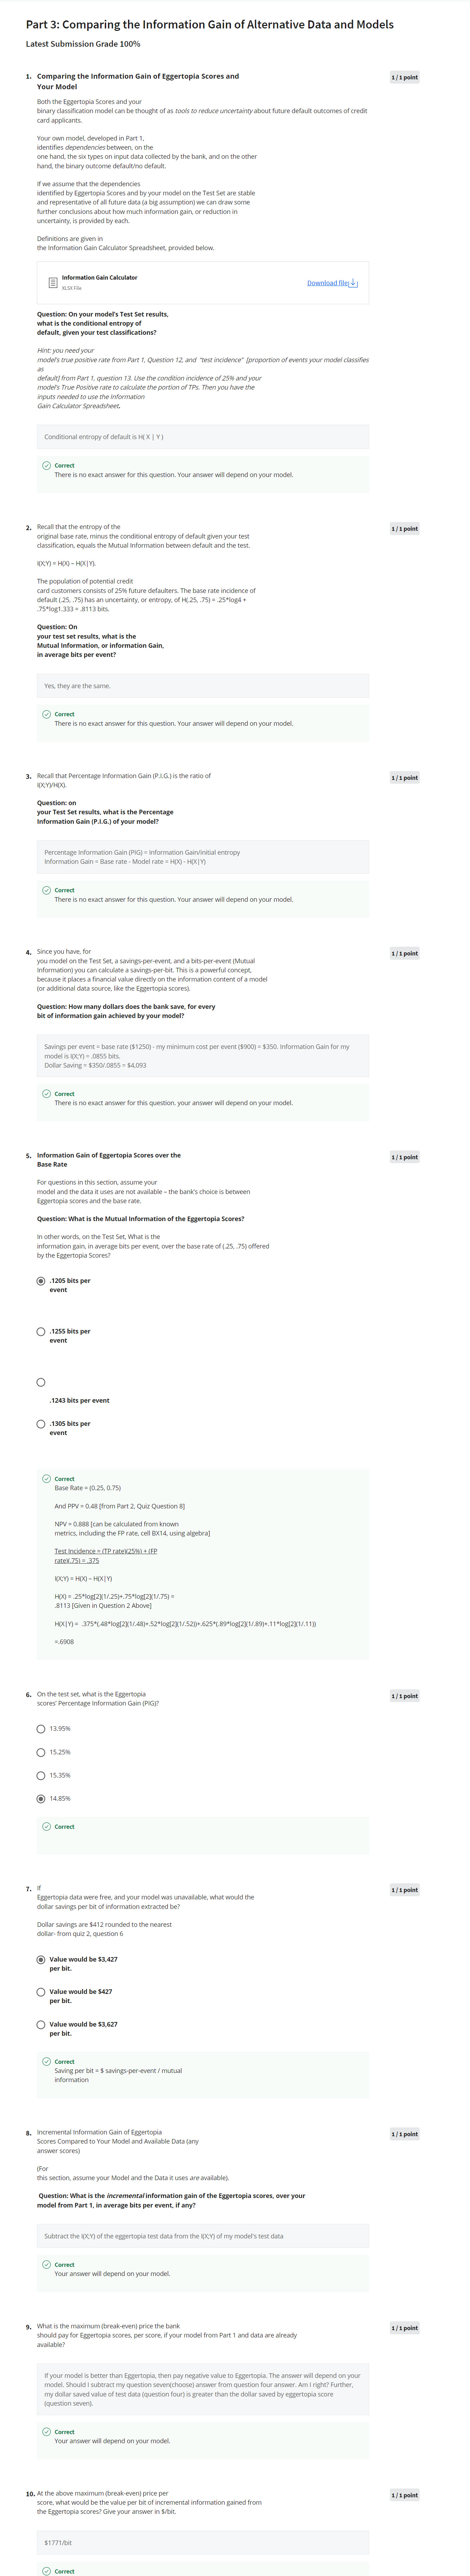 Part 3: Comparing the Information Gain of Alternative Data and Models
Latest Submission Grade 100%
1. Comparing the Information Gain of Eggertopia Scores and
Your Model
1 / 1 point
Both the Eggertopia Scores and your
binary classification model can be thought of as tools to reduce uncertainty about future default outcomes of credit
card applicants.
Your own model, developed in Part 1,
identifies dependencies between, on the
one hand, the six types on input data collected by the bank, and on the other
hand, the binary outcome default/no default.
If we assume that the dependencies
identified by Eggertopia Scores and by your model on the Test Set are stable
and representative of all future data (a big assumption) we can draw some
further conclusions about how much information gain, or reduction in
uncertainty, is provided by each.
Definitions are given in
the Information Gain Calculator Spreadsheet, provided below.
Information Gain Calculator
XLSX File
Download file
Question: On your model's Test Set results,
what is the conditional entropy of
default, given your test classifications?
Hint: you need your
model's true positive rate from Part 1, Question 12, and "test incidence" [proportion of events your model classifies
as
default] from Part 1, question 13. Use the condition incidence of 25% and your
model's True Positive rate to calculate the portion of TPs. Then you have the
inputs needed to use the Information
Gain Calculator Spreadsheet.
Conditional entropy of default is H( X | Y )
Correct
There is no exact answer for this question. Your answer will depend on your model.
2. Recall that the entropy of the
1 / 1 point
original base rate, minus the conditional entropy of default given your test
classification, equals the Mutual Information between default and the test.
I(X;Y) = H(X) – H(X|Y).
The population of potential credit
card customers consists of 25% future defaulters. The base rate incidence of
default (.25, .75) has an uncertainty, or entropy, of H(.25, .75) = .25*log4 +
.75*log1.333 = .8113 bits.
Question: On
your test set results, what is the
Mutual Information, or information Gain,
in average bits per event?
Yes, they are the same.
Correct
There is no exact answer for this question. Your answer will depend on your model.
3. Recall that Percentage Information Gain (P.I.G.) is the ratio of
1 / 1 point
I(X;Y)/H(X).
Question: on
your Test Set results, what is the Percentage
Information Gain (P.I.G.) of your model?
Percentage Information Gain (PIG) = Information Gain/initial entropy
Information Gain = Base rate - Model rate = H(X) - H(X|Y)
Correct
There is no exact answer for this question. Your answer will depend on your model.
4. Since you have, for
1 / 1 point
you model on the Test Set, a savings-per-event, and a bits-per-event (Mutual
Information) you can calculate a savings-per-bit. This is a powerful concept,
because it places a financial value directly on the information content of a model
(or additional data source, like the Eggertopia scores).
Question: How many dollars does the bank save, for every
bit of information gain achieved by your model?
Savings per event = base rate ($1250) - my minimum cost per event ($900) = $350. Information Gain for my
model is I(X;Y) = .0855 bits.
Dollar Saving = $350/.0855 = $4,093
Correct
There is no exact answer for this question. your answer will depend on your model.
5. Information Gain of Eggertopia Scores over the
Base Rate
1 / 1 point
For questions in this section, assume your
model and the data it uses are not available – the bank's choice is between
Eggertopia scores and the base rate.
Question: What is the Mutual Information of the Eggertopia Scores?
In other words, on the Test Set, What is the
information gain, in average bits per event, over the base rate of (.25, .75) offered
by the Eggertopia Scores?
.1205 bits per
event
.1255 bits per
event
.1243 bits per event
.1305 bits per
event
Correct
Base Rate = (0.25, 0.75)
And PPV = 0.48 [from Part 2, Quiz Question 8]
NPV = 0.888 [can be calculated from known
metrics, including the FP rate, cell BX14, using algebra]
Test Incidence = (TP rate)(25%) + (FP
rate)(.75) = .375
I(X;Y) = H(X) – H(X|Y)
H(X) = .25*log[2](1/.25)+.75*log[2](1/.75) =
.8113 [Given in Question 2 Above]
H(X|Y) = .375*(.48*log[2](1/.48)+.52*log[2](1/.52))+.625*(.89*log[2](1/.89)+.11*log[2](1/.11))
=.6908
6. On the test set, what is the Eggertopia
1 / 1 point
scores' Percentage Information Gain (PIG)?
13.95%
15.25%
15.35%
14.85%
Correct
7. If
1 / 1 point
Eggertopia data were free, and your model was unavailable, what would the
dollar savings per bit of information extracted be?
Dollar savings are $412 rounded to the nearest
dollar- from quiz 2, question 6
Value would be $3,427
per bit.
Value would be $427
per bit.
Value would be $3,627
per bit.
Correct
Saving per bit = $ savings-per-event / mutual
information
8. Incremental Information Gain of Eggertopia
1 / 1 point
Scores Compared to Your Model and Available Data (any
answer scores)
(For
this section, assume your Model and the Data it uses are available).
Question: What is the incremental information gain of the Eggertopia scores, over your
model from Part 1, in average bits per event, if any?
Subtract the I(X;Y) of the eggertopia test data from the I(X;Y) of my model's test data
Correct
Your answer will depend on your model.
9. What is the maximum (break-even) price the bank
1 / 1 point
should pay for Eggertopia scores, per score, if your model from Part 1 and data are already
available?
If your model is better than Eggertopia, then pay negative value to Eggertopia. The answer will depend on your
model. Should I subtract my question seven(choose) answer from question four answer. Am I right? Further,
my dollar saved value of test data (question four) is greater than the dollar saved by eggertopia score
(question seven).
Correct
Your answer will depend on your model.
10. At the above maximum (break-even) price per
1 / 1 point
score, what would be the value per bit of incremental information gained from
the Eggertopia scores? Give your answer in $/bit.
$1771/bit
Correct